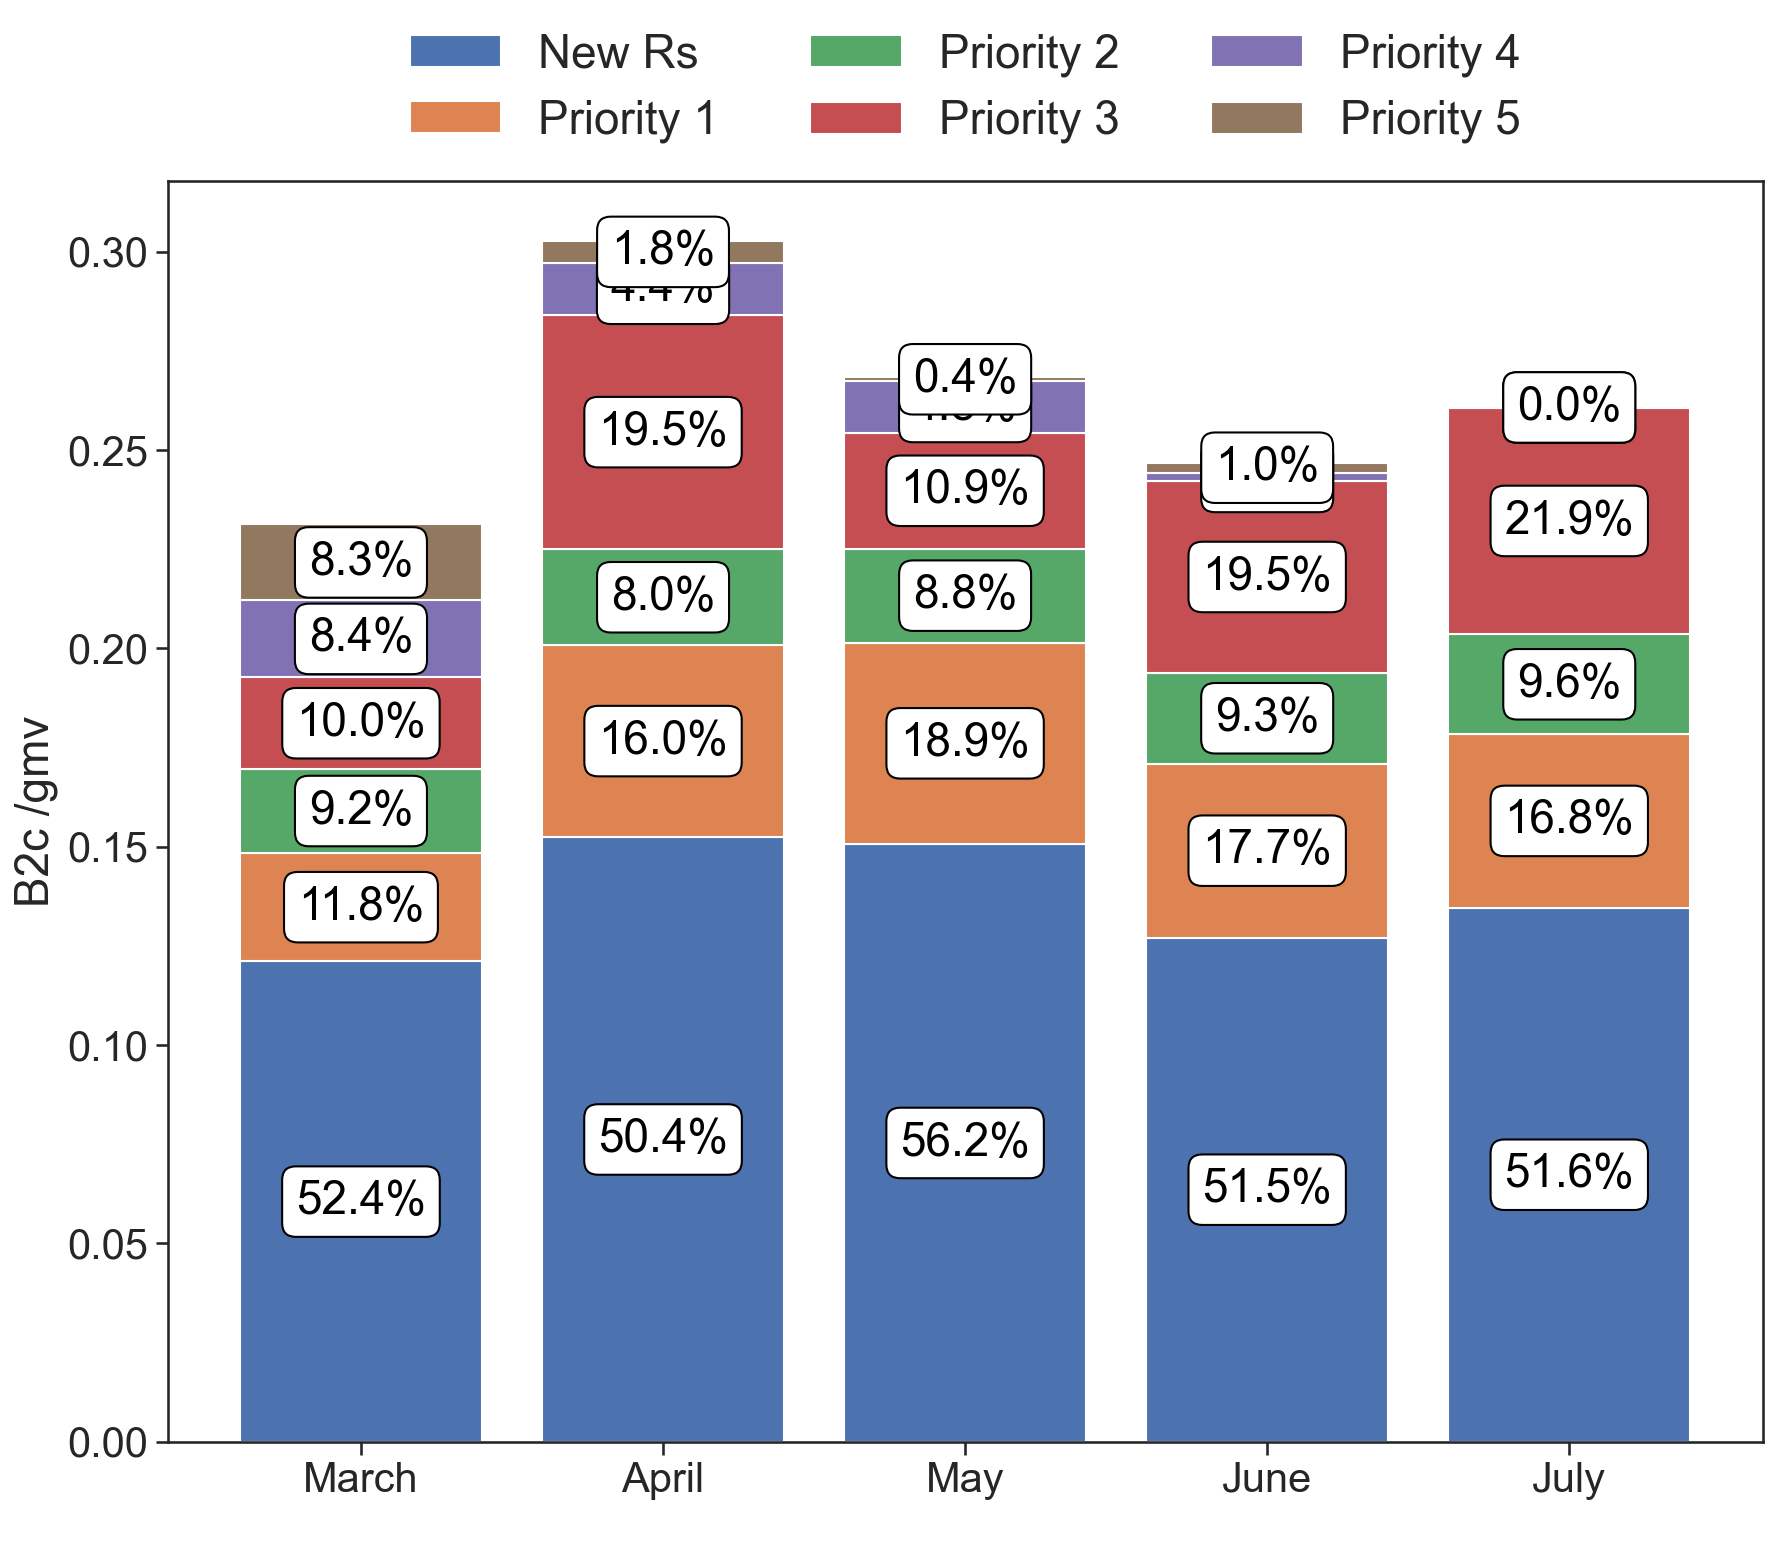 New Rs
Priority 1
Priority 2
Priority 3
Priority 4
Priority 5
B2c /gmv
0.30
0.25
0.20
0.15
0.10
0.05
0.00
8.3%
8.4%
10.0%
9.2%
11.8%
52.4%
1.8%
4.4%
19.5%
8.0%
16.0%
50.4%
0.4%
10.9%
8.8%
18.9%
56.2%
1.0%
19.5%
9.3%
17.7%
51.5%
0.0%
21.9%
9.6%
16.8%
51.6%
March
April
May
June
July